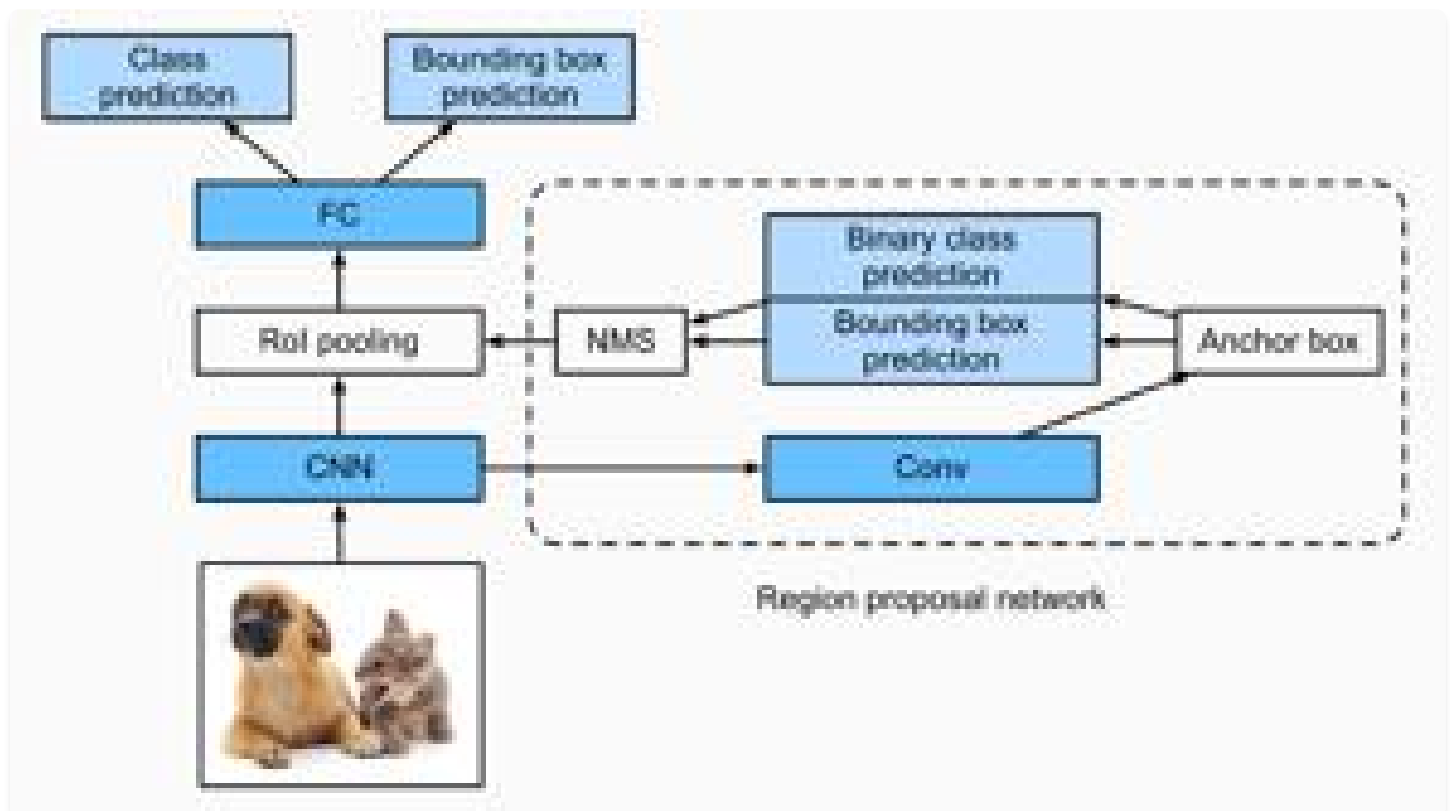 Class
prediction
Bounding box
prediction
FC
Binary class
prediction
RoI pooling
NMS
Bounding box
prediction
Anchor box
CNN
Conv
Region proposal network